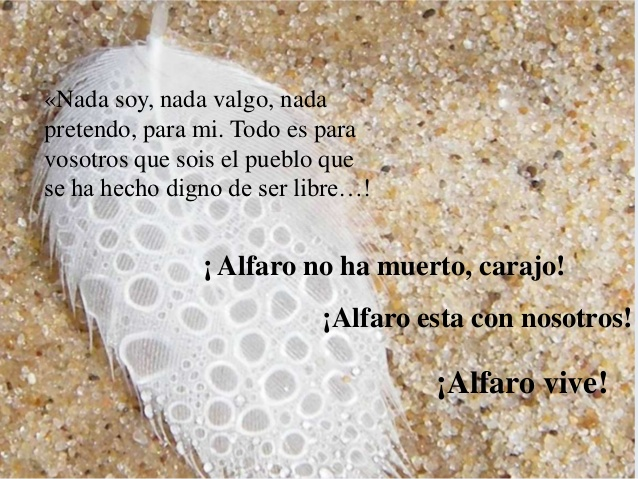 «Nada soy, nada valgo, nada
pretendo, para mi. Todo es para
vosotros que sois el pueblo que
se ha hecho digno de ser libre…!
¡ Alfaro no ha muerto, carajo!
¡Alfaro esta con nosotros!
¡Alfaro vive!